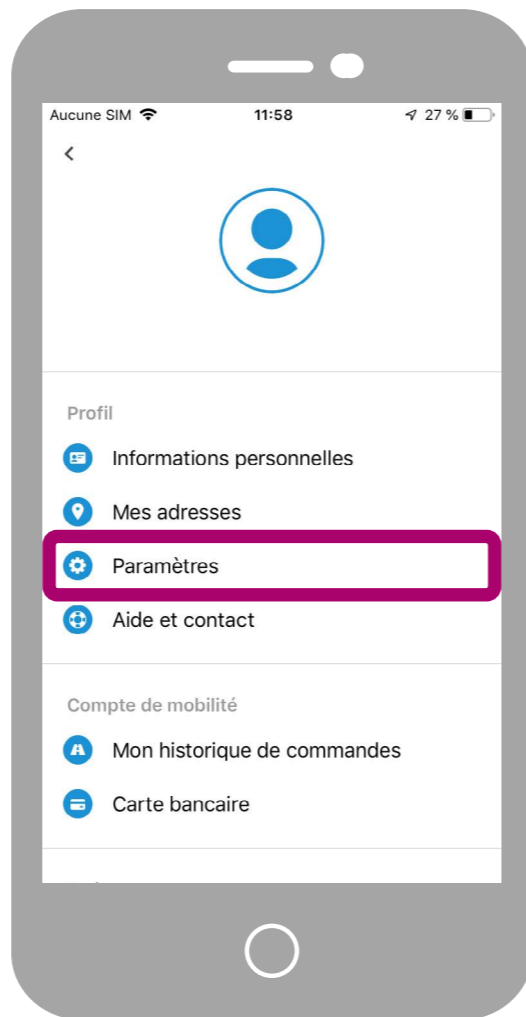 Aucune SIM 11:58 27 %
Profil
Informations personnelles
Mes adresses
Paramètres
Aide et contact
Compte de mobilité
Mon historique de commandes
Carte bancaire